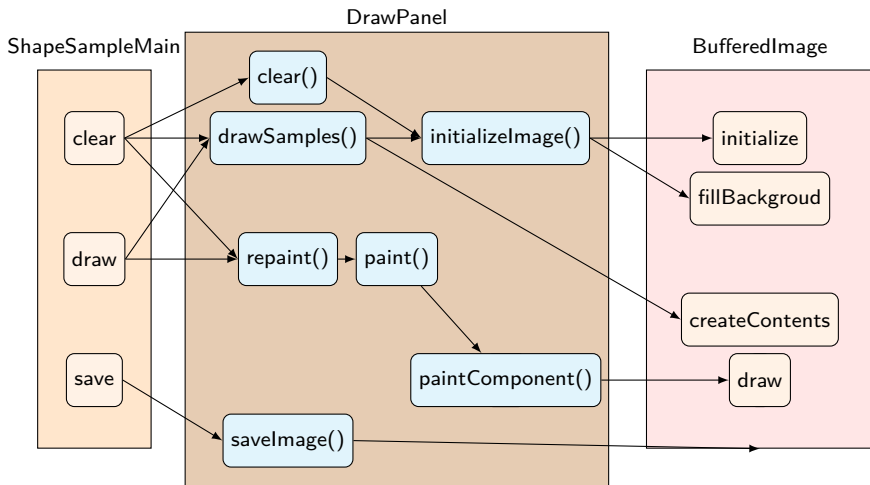 DrawPanel
ShapeSampleMain
BufferedImage
clear()
clear
drawSamples()
initializeImage()
initialize
fillBackgroud
draw
repaint()
paint()
createContents
save
paintComponent()
draw
saveImage()